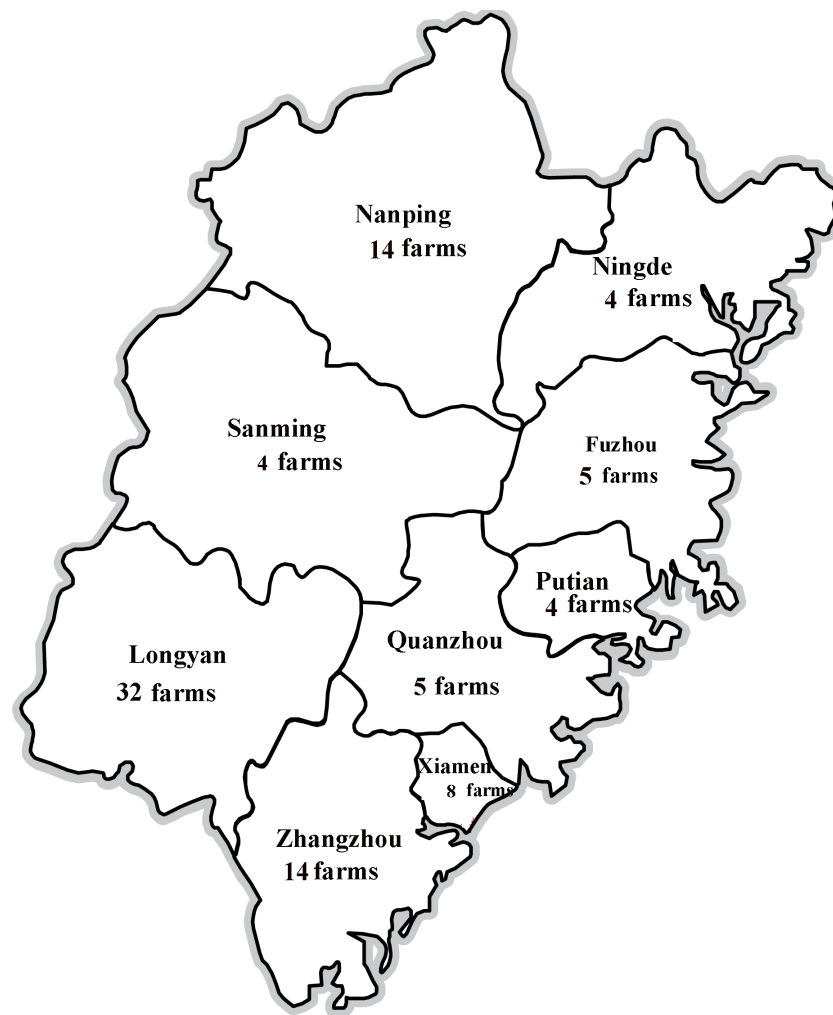 Nanping
14 farms
Ningde
4 farms
Sanming
4 farms
Fuzhou
5 farms
Putian
4 farms
Quanzhou
5 farms
Longyan
32 farms
Xiamen
8 farms
Zhangzhou
14 farms